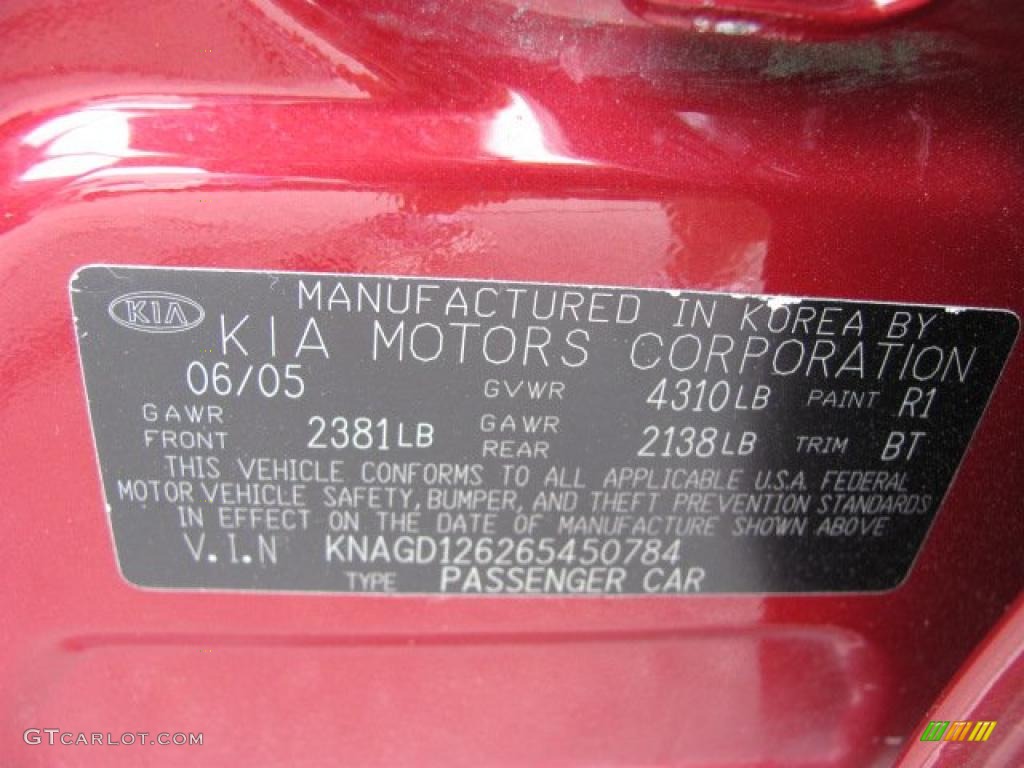 KIA
MANUFACTURED IN KOREA BY
KIA MOTORS CORPORATION
06/05 GVWR 4310LB PAINT R1
GAWR FRONT 2381LB GAWR REAR 2138LB TRIM BT
THIS VEHICLE CONFORMS TO ALL APPLICABLE U.S.A. FEDERAL
MOTOR VEHICLE SAFETY, BUMPER, AND THEFT PREVENTION STANDARDS
IN EFFECT ON THE DATE OF MANUFACTURE SHOWN ABOVE
V.I.N KNAGD126265450784
TYPE PASSENGER CAR
GTCARLOT.COM